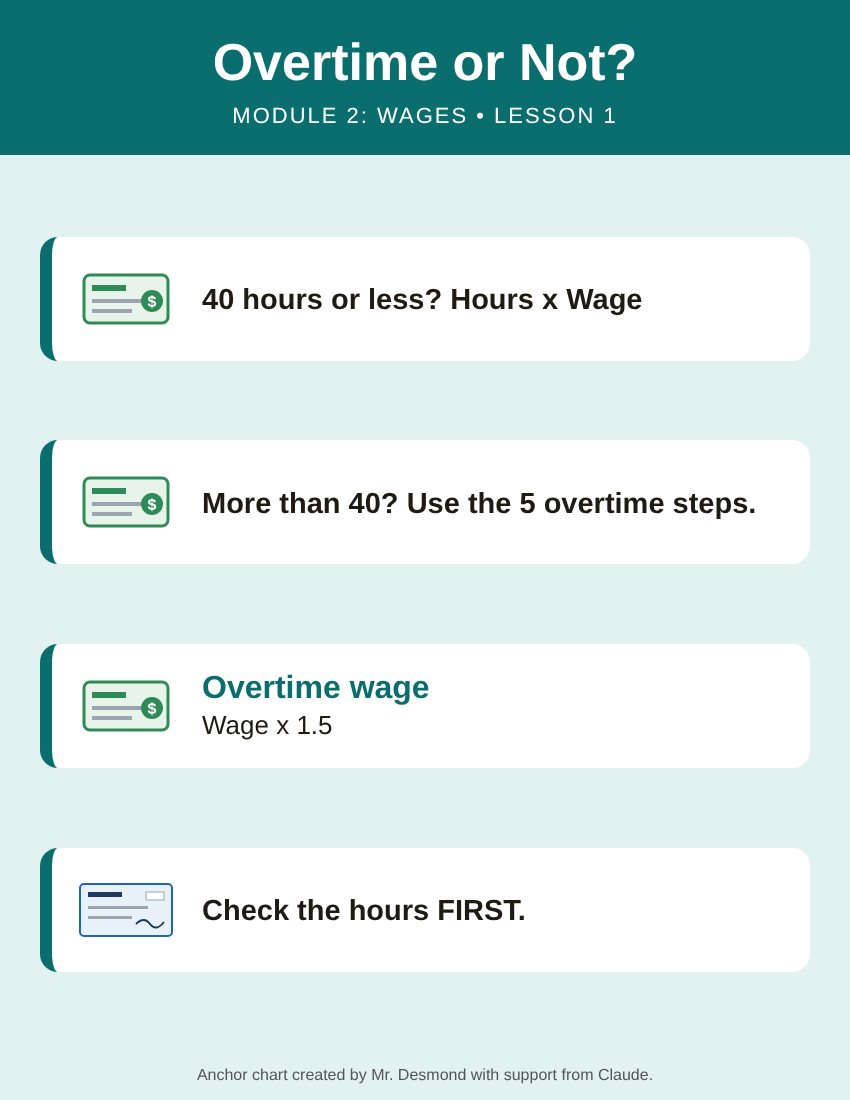 Overtime or Not?
MODULE 2: WAGES • LESSON 1
$
40 hours or less? Hours x Wage
$
More than 40? Use the 5 overtime steps.
$
Overtime wage
Wage x 1.5
Check the hours FIRST.
Anchor chart created by Mr. Desmond with support from Claude.